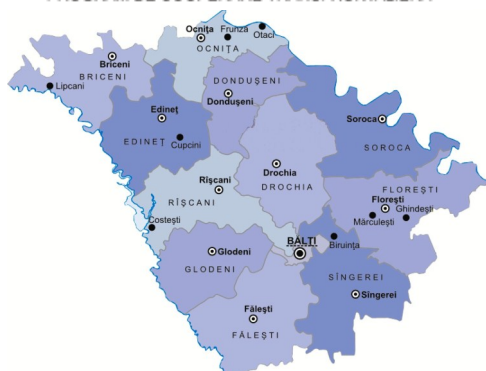 Ocnița
Frunză
Otaci
OCNIȚA
Briceni
BRICENI
Lipcani
DONDUȘENI
Dondușeni
Edineț
EDINEȚ
Cupcini
Soroca
SOROCA
Drochia
DROCHIA
Rîșcani
RÎȘCANI
FLOREȘTI
Florești
Ghindești
Mărculești
Costești
BĂLȚI
Biruința
Glodeni
GLODENI
SÎNGEREI
Sîngerei
Fălești
FĂLEȘTI